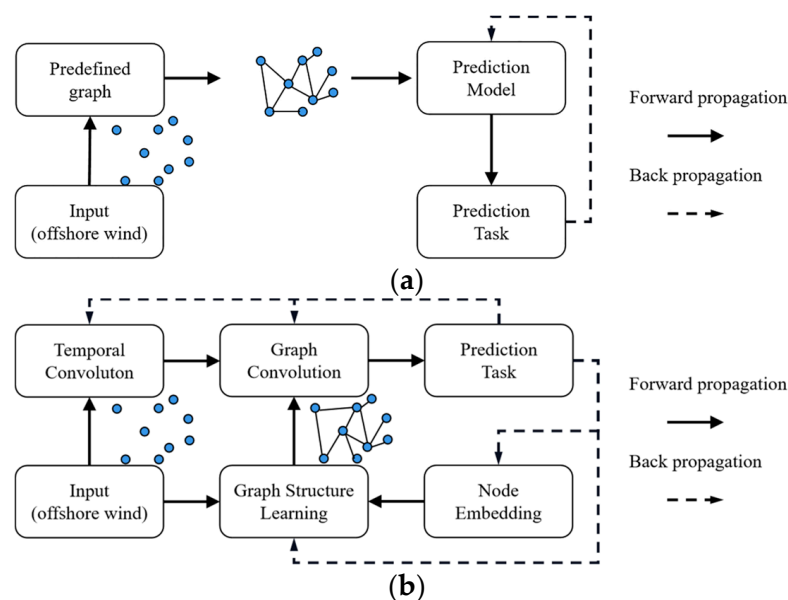 Predefined
graph
Prediction
Model
Forward propagation
Back propagation
Input
(offshore wind)
Prediction
Task
(a)
Temporal
Convoluton
Graph
Convolution
Prediction
Task
Forward propagation
Back propagation
Input
(offshore wind)
Graph Structure
Learning
Node
Embedding
(b)